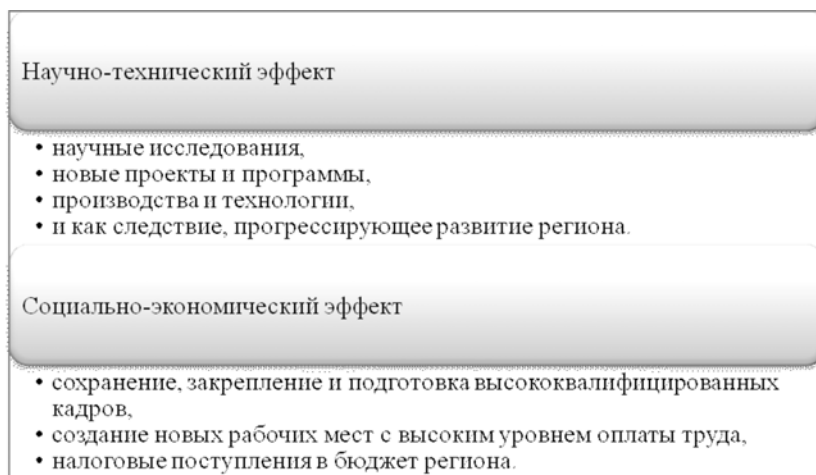 Научно-технический эффект
• научные исследования,
• новые проекты и программы,
• производства и технологии,
• и как следствие, прогрессирующее развитие региона.
Социально-экономический эффект
• сохранение, закрепление и подготовка высококвалифицированных
кадров,
• создание новых рабочих мест с высоким уровнем оплаты труда,
• налоговые поступления в бюджет региона.